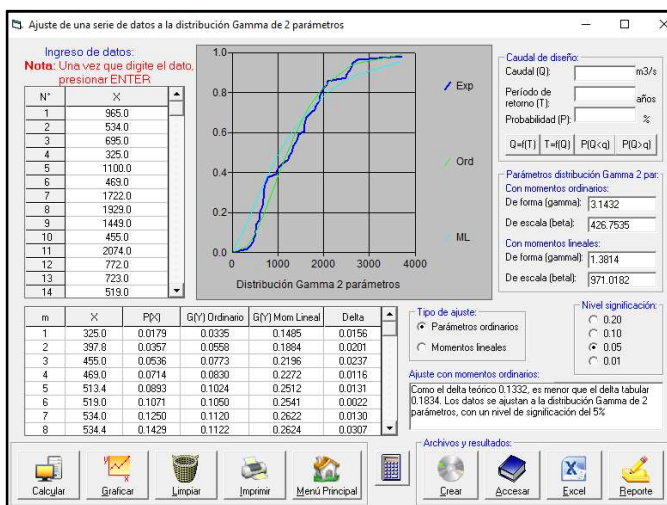 Ajuste de una serie de datos a la distribución Gamma de 2 parámetros
Ingreso de datos:
Nota: Una vez que digite el dato,
presionar ENTER
N° X
1 965.0
2 534.0
3 695.0
4 325.0
5 1100.0
6 469.0
7 1722.0
8 1929.0
9 1449.0
10 455.0
11 2074.0
12 772.0
13 723.0
14 519.0
1.0
0.8
0.6
0.4
0.2
0.0
0 1000 2000 3000 4000
Distribución Gamma 2 parámetros
Exp
Ord
ML
Caudal de diseño:
Caudal (Q): m3/s
Período de
retorno (T): años
Probabilidad (P): %
Q=f(T) T=f(Q) P(Q<q) P(Q>q)
Parámetros distribución Gamma 2 par:
Con momentos ordinarios:
De forma (gamma): 3.1432
De escala (beta): 426.7535
Con momentos lineales:
De forma (gammal): 1.3814
De escala (betal): 971.0182
m X P(X) G(Y) Ordinario G(Y) Mom Lineal Delta
1 325.0 0.0179 0.0335 0.1485 0.0156
2 397.8 0.0357 0.0558 0.1884 0.0201
3 455.0 0.0536 0.0773 0.2196 0.0237
4 469.0 0.0714 0.0830 0.2272 0.0116
5 513.4 0.0893 0.1024 0.2512 0.0131
6 519.0 0.1071 0.1050 0.2541 0.0022
7 534.0 0.1250 0.1120 0.2622 0.0130
8 534.4 0.1429 0.1122 0.2624 0.0307
Tipo de ajuste:
Parámetros ordinarios
Momentos lineales
Nivel significación:
0.20
0.10
0.05
0.01
Ajuste con momentos ordinarios:
Como el delta teórico 0.1332, es menor que el delta tabular
0.1834. Los datos se ajustan a la distribución Gamma de 2
parámetros, con un nivel de significación del 5%
Archivos y resultados:
Calcular Graficar Limpiar Imprimir Menú Principal Crear Accesar Excel Reporte